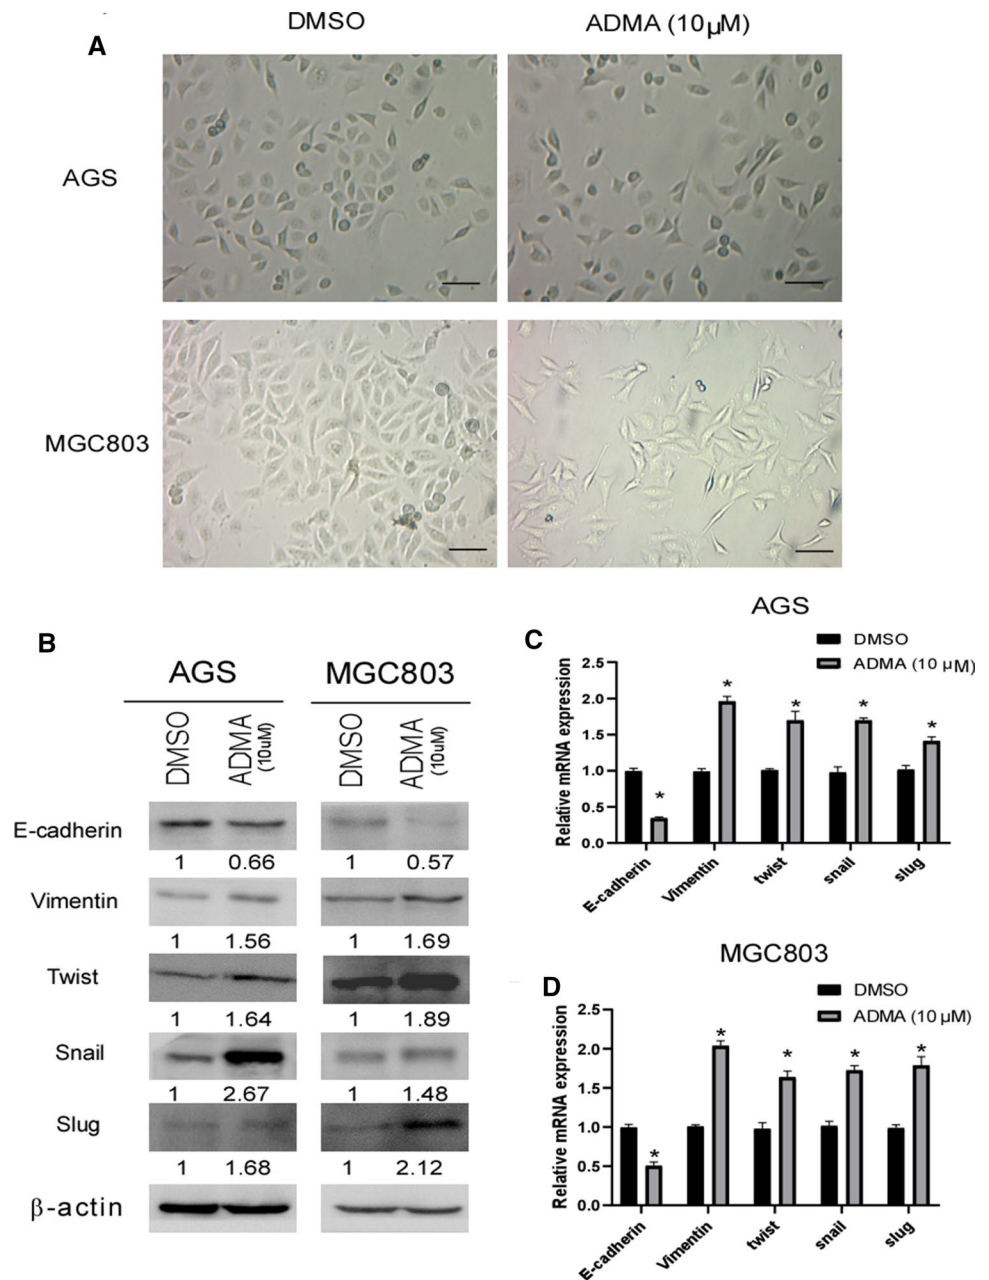 DMSO ADMA (10 µM)
A
AGS
MGC803
B
AGS MGC803
DMSO ADMA (10uM) DMSO ADMA (10uM)
E-cadherin
1 0.66 1 0.57
Vimentin
1 1.56 1 1.69
Twist
1 1.64 1 1.89
Snail
1 2.67 1 1.48
Slug
1 1.68 1 2.12
β-actin
AGS
C
DMSO
ADMA (10 µM)
Relative mRNA expression
2.5
2.0
1.5
1.0
0.5
0.0
* * * * *
E-cadherin Vimentin twist snail slug
MGC803
D
DMSO
ADMA (10 µM)
Relative mRNA expression
2.5
2.0
1.5
1.0
0.5
0.0
* * * * *
E-cadherin Vimentin twist snail slug